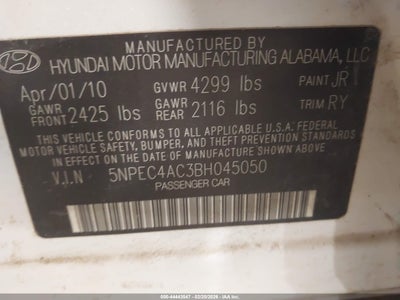 MANUFACTURED BY
HYUNDAI MOTOR MANUFACTURING ALABAMA, LLC
Apr/01/10 GVWR 4299 lbs PAINT JR
GAWR FRONT 2425 lbs GAWR REAR 2116 lbs TRIM RY
THIS VEHICLE CONFORMS TO ALL APPLICABLE U.S.A. FEDERAL
MOTOR VEHICLE SAFETY, BUMPER, AND THEFT PREVENTION STANDARDS
IN EFFECT ON THE DATE OF MANUFACTURE SHOWN ABOVE.
V.I.N 5NPEC4AC3BH045050
PASSENGER CAR